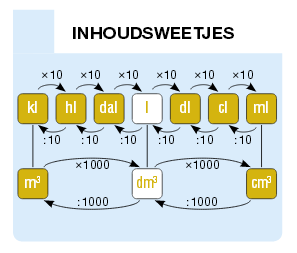 INHOUDSWEETJES
×10 ×10 ×10 ×10 ×10 ×10
kl hl dal l dl cl ml
:10 :10 :10 :10 :10 :10
×1000 ×1000
m³ dm³ cm³
:1000 :1000